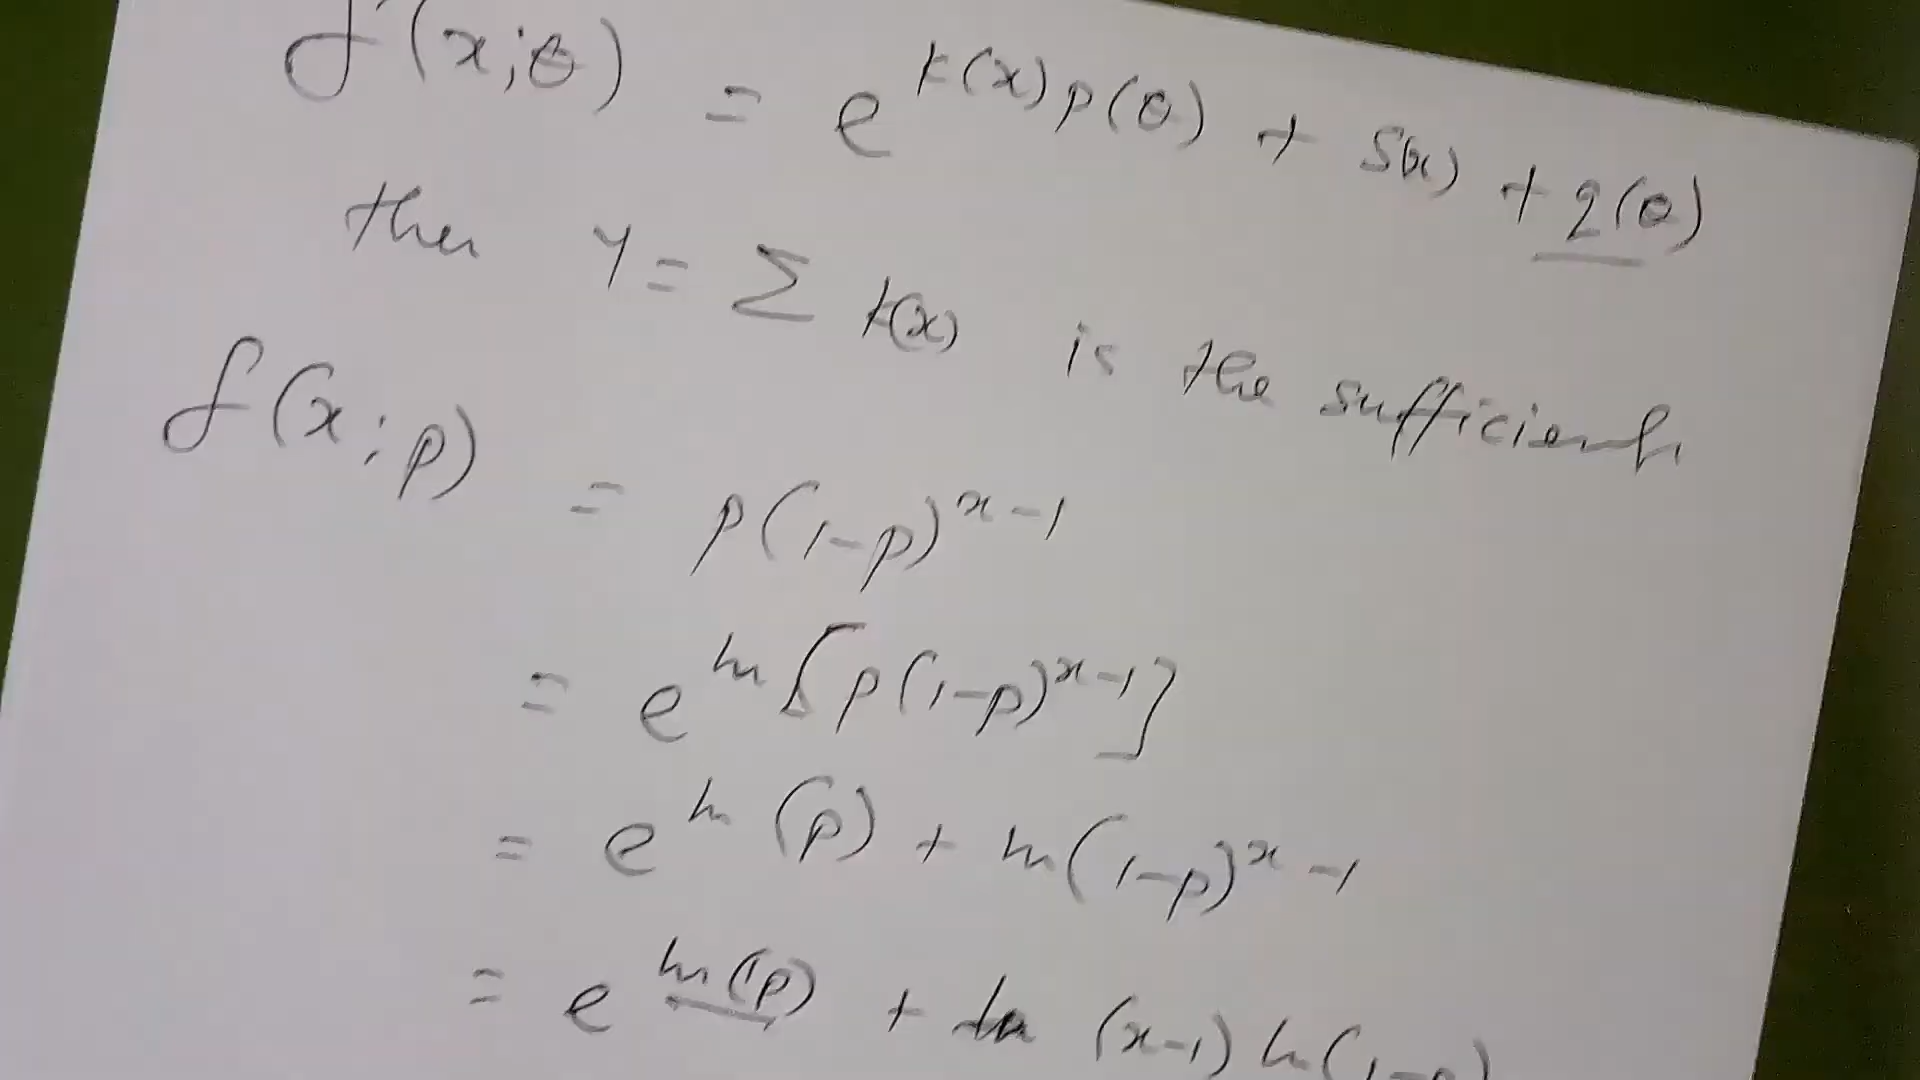 f(x;θ) = e^{k(x)p(θ) + s(x) + q(θ)}
then Y = Σ k(x) is the sufficient
f(x;p) = p(1-p)^{x-1}
= e^{ln[p(1-p)^{x-1}]}
= e^{ln(p) + ln(1-p)^{x-1}}
= e^{ln(p) + (x-1) ln(1-p)}